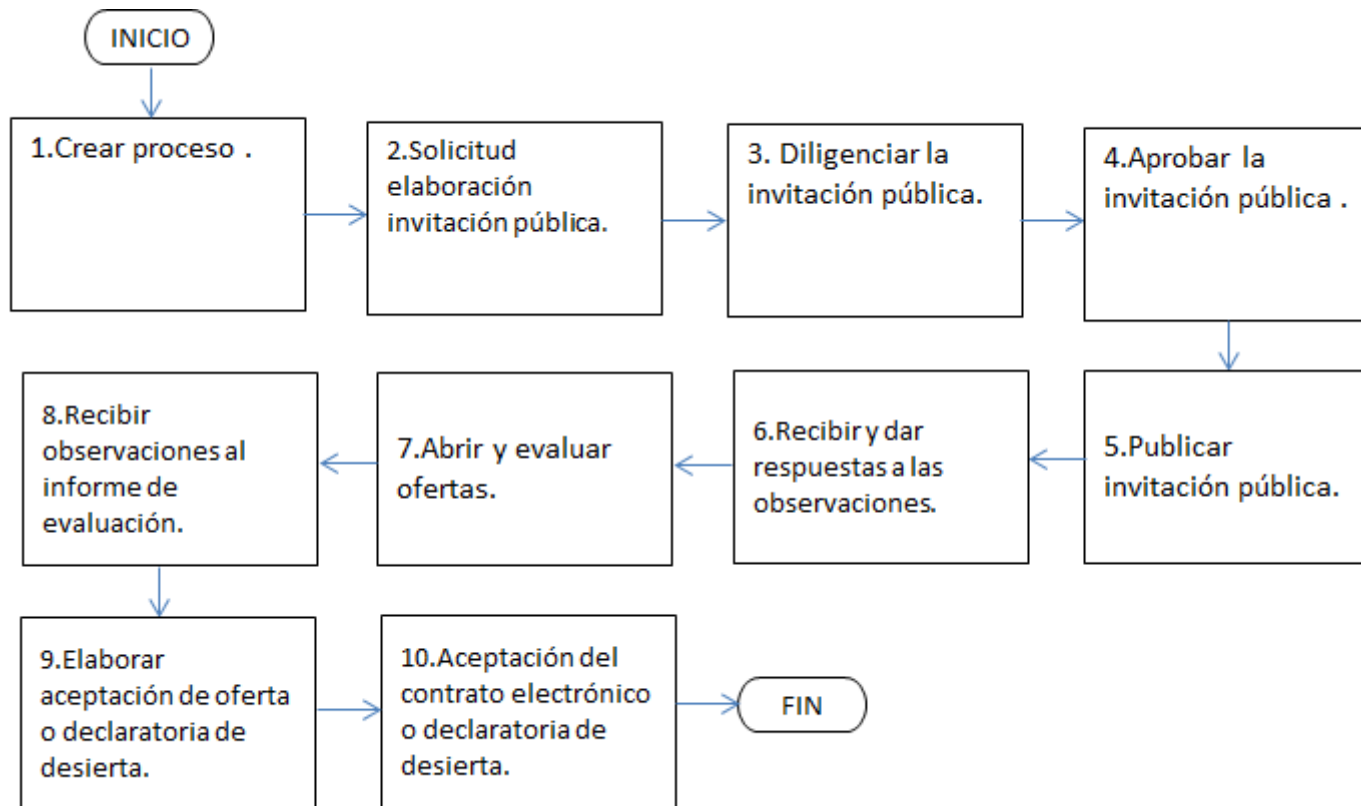 INICIO
1.Crear proceso .
2.Solicitud
elaboración
invitación pública.
3. Diligenciar la
invitación pública.
4.Aprobar la
invitación pública .
5.Publicar
invitación pública.
6.Recibir y dar
respuestas a las
observaciones.
7.Abrir y evaluar
ofertas.
8.Recibir
observaciones al
informe de
evaluación.
9.Elaborar
aceptación de oferta
o declaratoria de
desierta.
10.Aceptación del
contrato electrónico
o declaratoria de
desierta.
FIN